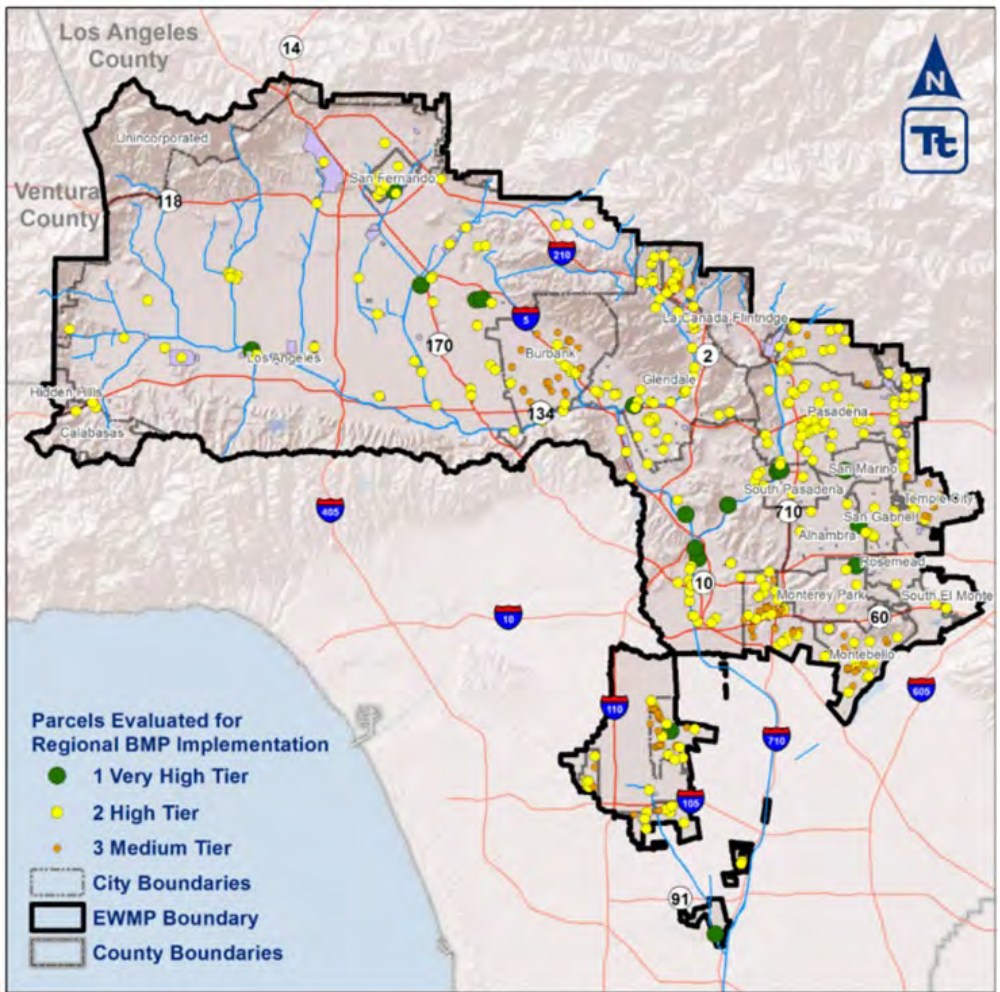 Los Angeles
County
14
N
Tt
Unincorporated
San Fernando
Ventura
County
118
210
La Canada Flintridge
5
170
2
Burbank
Los Angeles
Glendale
Hidden Hills
134
Pasadena
Calabasas
San Marino
South Pasadena
Temple City
405
710
San Gabriel
Alhambra
Rosemead
10
Monterey Park
South El Monte
10
60
Montebello
605
110
710
105
91
Parcels Evaluated for
Regional BMP Implementation
1 Very High Tier
2 High Tier
3 Medium Tier
City Boundaries
EWMP Boundary
County Boundaries